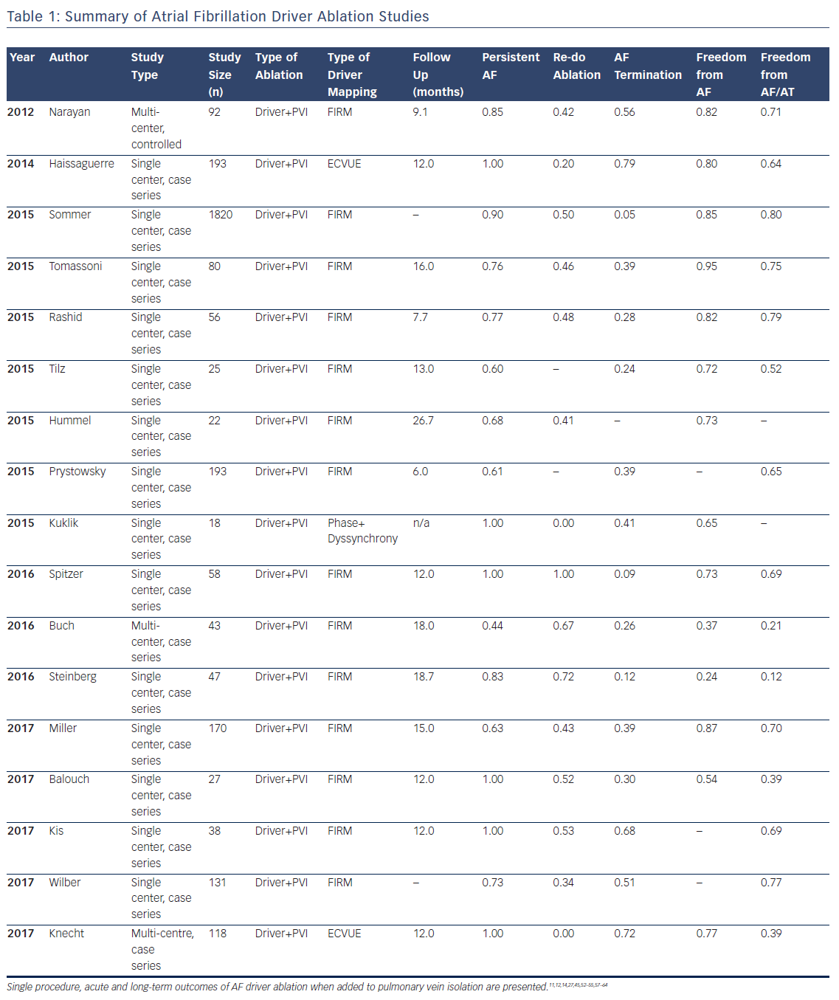 Table 1: Summary of Atrial Fibrillation Driver Ablation Studies
Year Author Study Type Study Size (n) Type of Ablation Type of Driver Mapping Follow Up (months) Persistent AF Re-do Ablation AF Termination Freedom from AF Freedom from AF/AT
2012 Narayan Multi-center, controlled 92 Driver+PVI FIRM 9.1 0.85 0.42 0.56 0.82 0.71
2014 Haissaguerre Single center, case series 193 Driver+PVI ECVUE 12.0 1.00 0.20 0.79 0.80 0.64
2015 Sommer Single center, case series 1820 Driver+PVI FIRM – 0.90 0.50 0.05 0.85 0.80
2015 Tomassoni Single center, case series 80 Driver+PVI FIRM 16.0 0.76 0.46 0.39 0.95 0.75
2015 Rashid Single center, case series 56 Driver+PVI FIRM 7.7 0.77 0.48 0.28 0.82 0.79
2015 Tilz Single center, case series 25 Driver+PVI FIRM 13.0 0.60 – 0.24 0.72 0.52
2015 Hummel Single center, case series 22 Driver+PVI FIRM 26.7 0.68 0.41 – 0.73 –
2015 Prystowsky Single center, case series 193 Driver+PVI FIRM 6.0 0.61 – 0.39 – 0.65
2015 Kuklik Single center, case series 18 Driver+PVI Phase+ Dyssynchrony n/a 1.00 0.00 0.41 0.65 –
2016 Spitzer Single center, case series 58 Driver+PVI FIRM 12.0 1.00 1.00 0.09 0.73 0.69
2016 Buch Multi-center, case series 43 Driver+PVI FIRM 18.0 0.44 0.67 0.26 0.37 0.21
2016 Steinberg Single center, case series 47 Driver+PVI FIRM 18.7 0.83 0.72 0.12 0.24 0.12
2017 Miller Single center, case series 170 Driver+PVI FIRM 15.0 0.63 0.43 0.39 0.87 0.70
2017 Balouch Single center, case series 27 Driver+PVI FIRM 12.0 1.00 0.52 0.30 0.54 0.39
2017 Kis Single center, case series 38 Driver+PVI FIRM 12.0 1.00 0.53 0.68 – 0.69
2017 Wilber Single center, case series 131 Driver+PVI FIRM – 0.73 0.34 0.51 – 0.77
2017 Knecht Multi-centre, case series 118 Driver+PVI ECVUE 12.0 1.00 0.00 0.72 0.77 0.39
Single procedure, acute and long-term outcomes of AF driver ablation when added to pulmonary vein isolation are presented.11,12,14,27,45,52–55,57–64